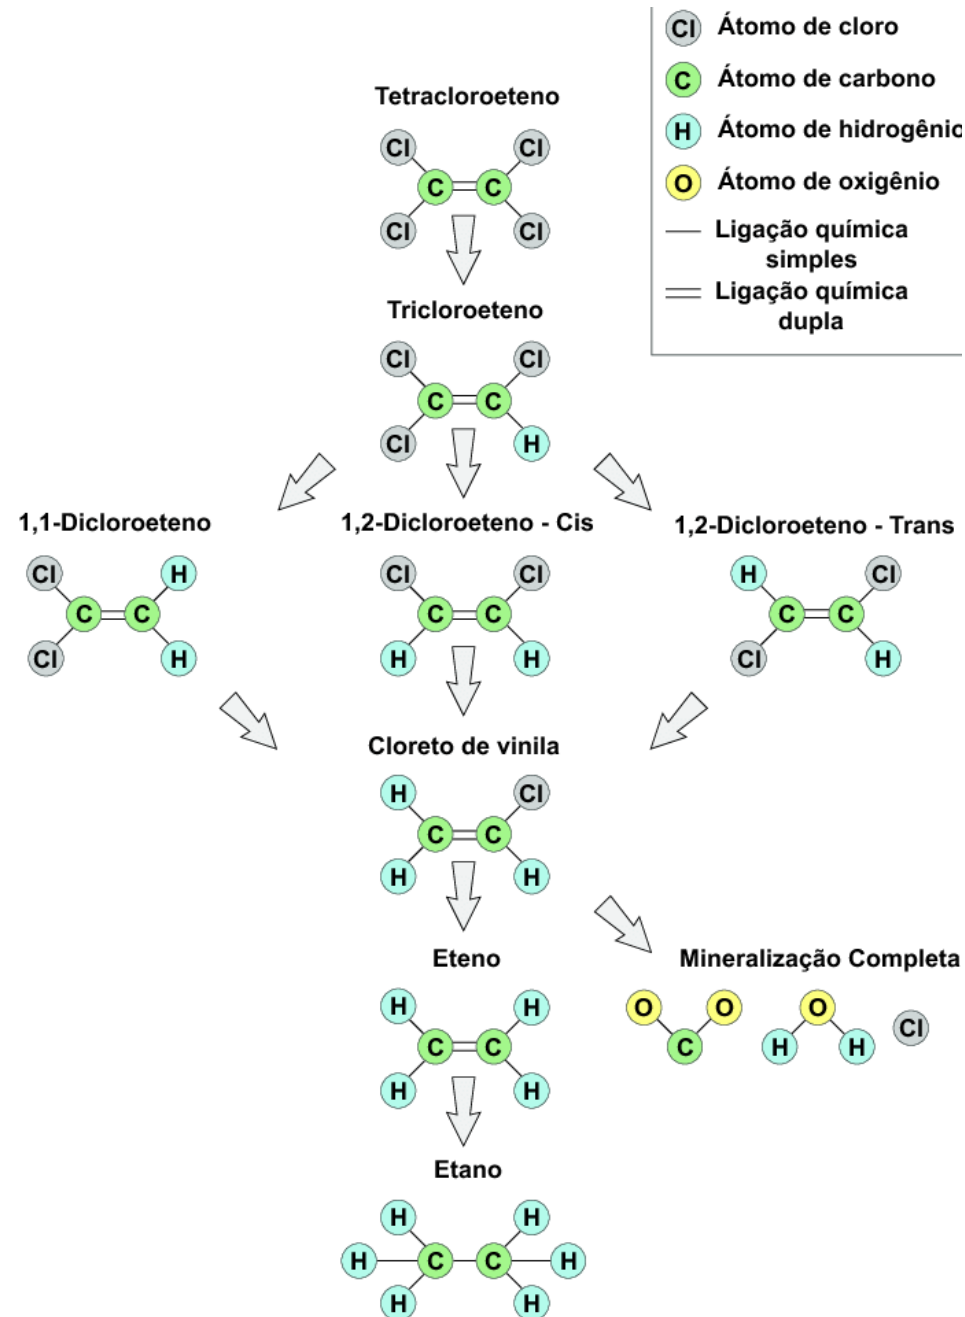 Cl Átomo de cloro
C Átomo de carbono
H Átomo de hidrogênio
O Átomo de oxigênio
Ligação química
simples
Ligação química
dupla
Tetracloroeteno
Cl Cl
C C
Cl Cl
Tricloroeteno
Cl Cl
C C
Cl H
1,1-Dicloroeteno
Cl H
C C
Cl H
1,2-Dicloroeteno - Cis
Cl Cl
C C
H H
1,2-Dicloroeteno - Trans
H Cl
C C
Cl H
Cloreto de vinila
H Cl
C C
H H
Eteno
H H
C C
H H
Mineralização Completa
O O O Cl
C H H
Etano
H H
H C C H
H H